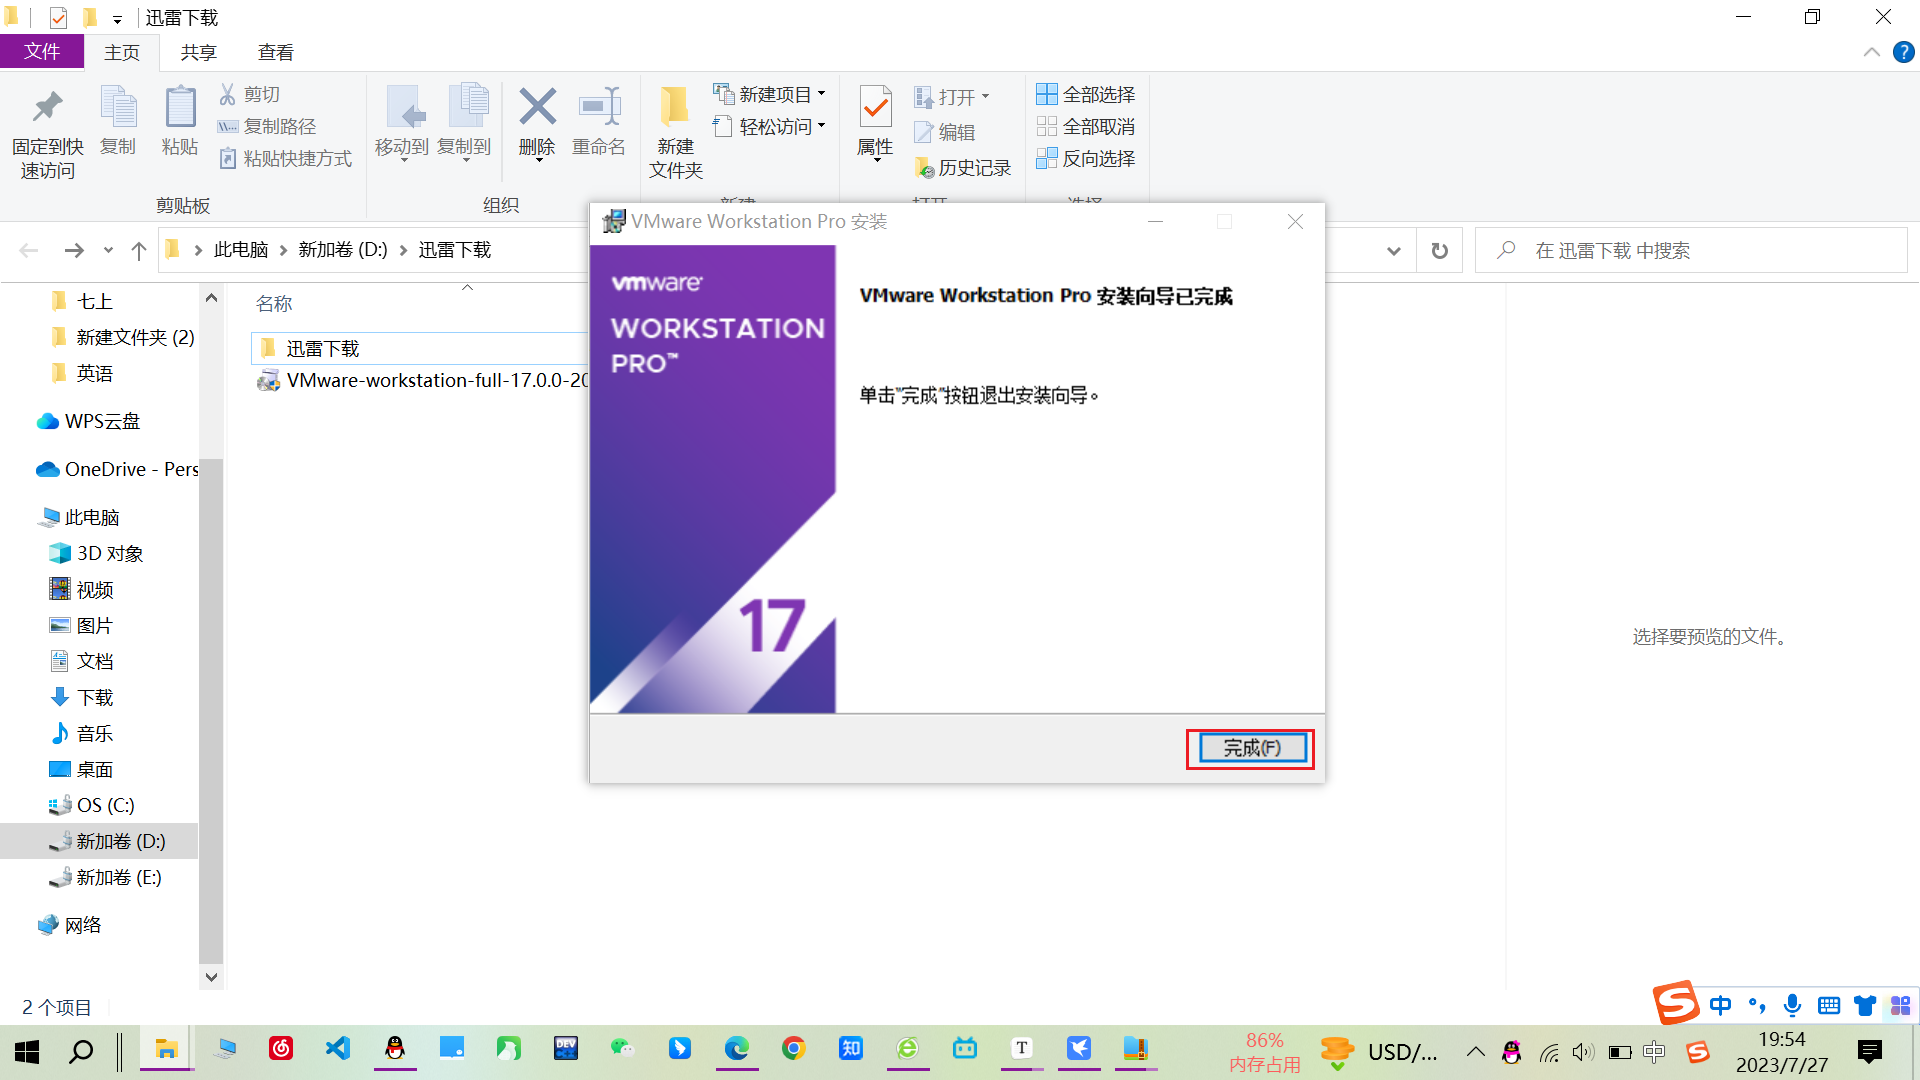 迅雷下载
文件 主页 共享 查看
固定到快速访问
复制
粘贴
剪切
复制路径
粘贴快捷方式
剪贴板
移动到
复制到
删除
重命名
组织
新建
文件夹
新建项目
轻松访问
属性
打开
编辑
历史记录
全部选择
全部取消
反向选择
此电脑 > 新加卷 (D:) > 迅雷下载
在 迅雷下载 中搜索
七上
新建文件夹 (2)
英语
WPS云盘
OneDrive - Pers
此电脑
3D 对象
视频
图片
文档
下载
音乐
桌面
OS (C:)
新加卷 (D:)
新加卷 (E:)
网络
名称
迅雷下载
VMware-workstation-full-17.0.0-20
VMware Workstation Pro 安装
vmware
WORKSTATION
PRO™
17
VMware Workstation Pro 安装向导已完成
单击"完成"按钮退出安装向导。
完成(F)
选择要预览的文件。
2 个项目
中
DEV
知
T
86%
内存占用
USD/...
中
19:54
2023/7/27